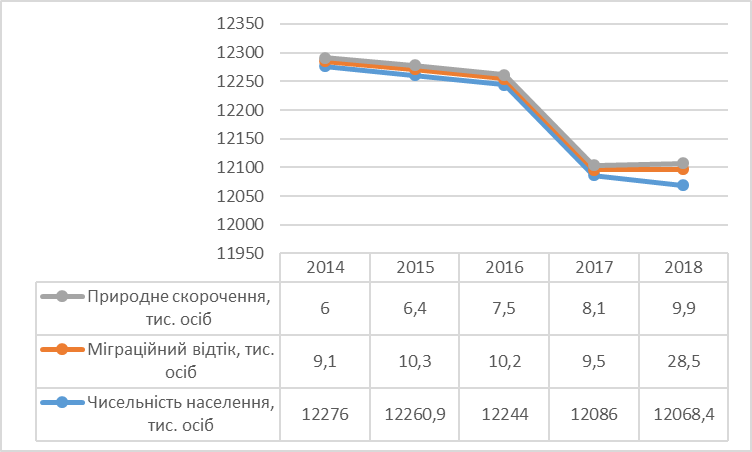 12350
12300
12250
12200
12150
12100
12050
12000
11950
2014 2015 2016 2017 2018
Природне скорочення,
тис. осіб
6 6,4 7,5 8,1 9,9
Міграційний відтік, тис.
осіб
9,1 10,3 10,2 9,5 28,5
Чисельність населення,
тис. осіб
12276 12260,9 12244 12086 12068,4